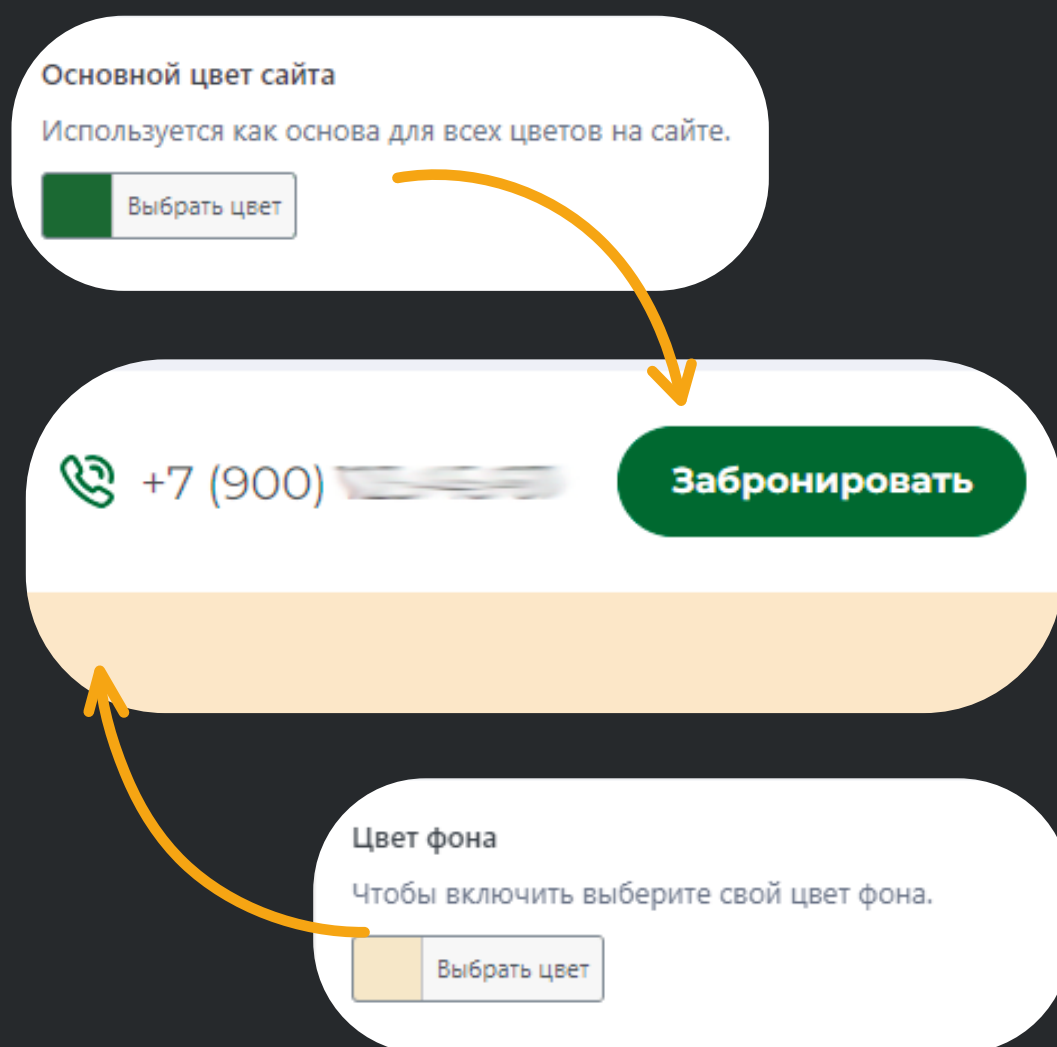 Основной цвет сайта
Используется как основа для всех цветов на сайте.
Выбрать цвет
+7 (900)
Забронировать
Цвет фона
Чтобы включить выберите свой цвет фона.
Выбрать цвет